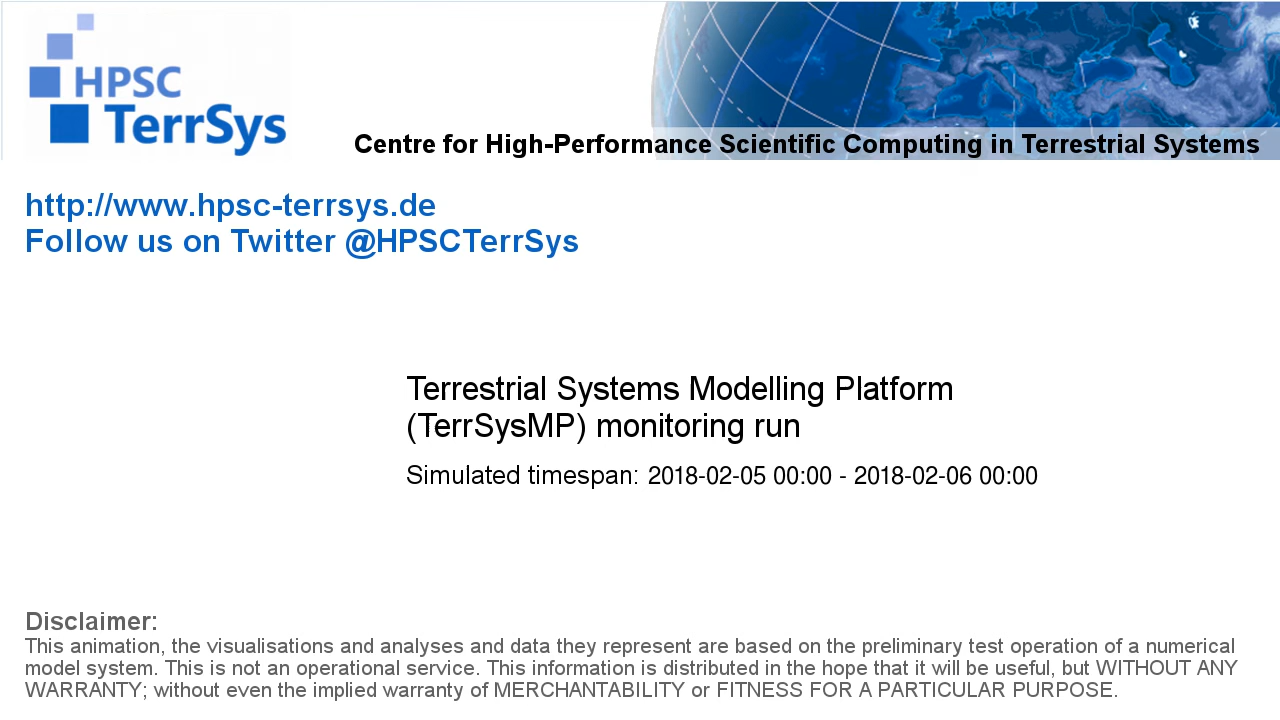 HPSC
TerrSys
Centre for High-Performance Scientific Computing in Terrestrial Systems
http://www.hpsc-terrsys.de
Follow us on Twitter @HPSCTerrSys
Terrestrial Systems Modelling Platform
(TerrSysMP) monitoring run
Simulated timespan: 2018-02-05 00:00 - 2018-02-06 00:00
Disclaimer:
This animation, the visualisations and analyses and data they represent are based on the preliminary test operation of a numerical
model system. This is not an operational service. This information is distributed in the hope that it will be useful, but WITHOUT ANY
WARRANTY; without even the implied warranty of MERCHANTABILITY or FITNESS FOR A PARTICULAR PURPOSE.